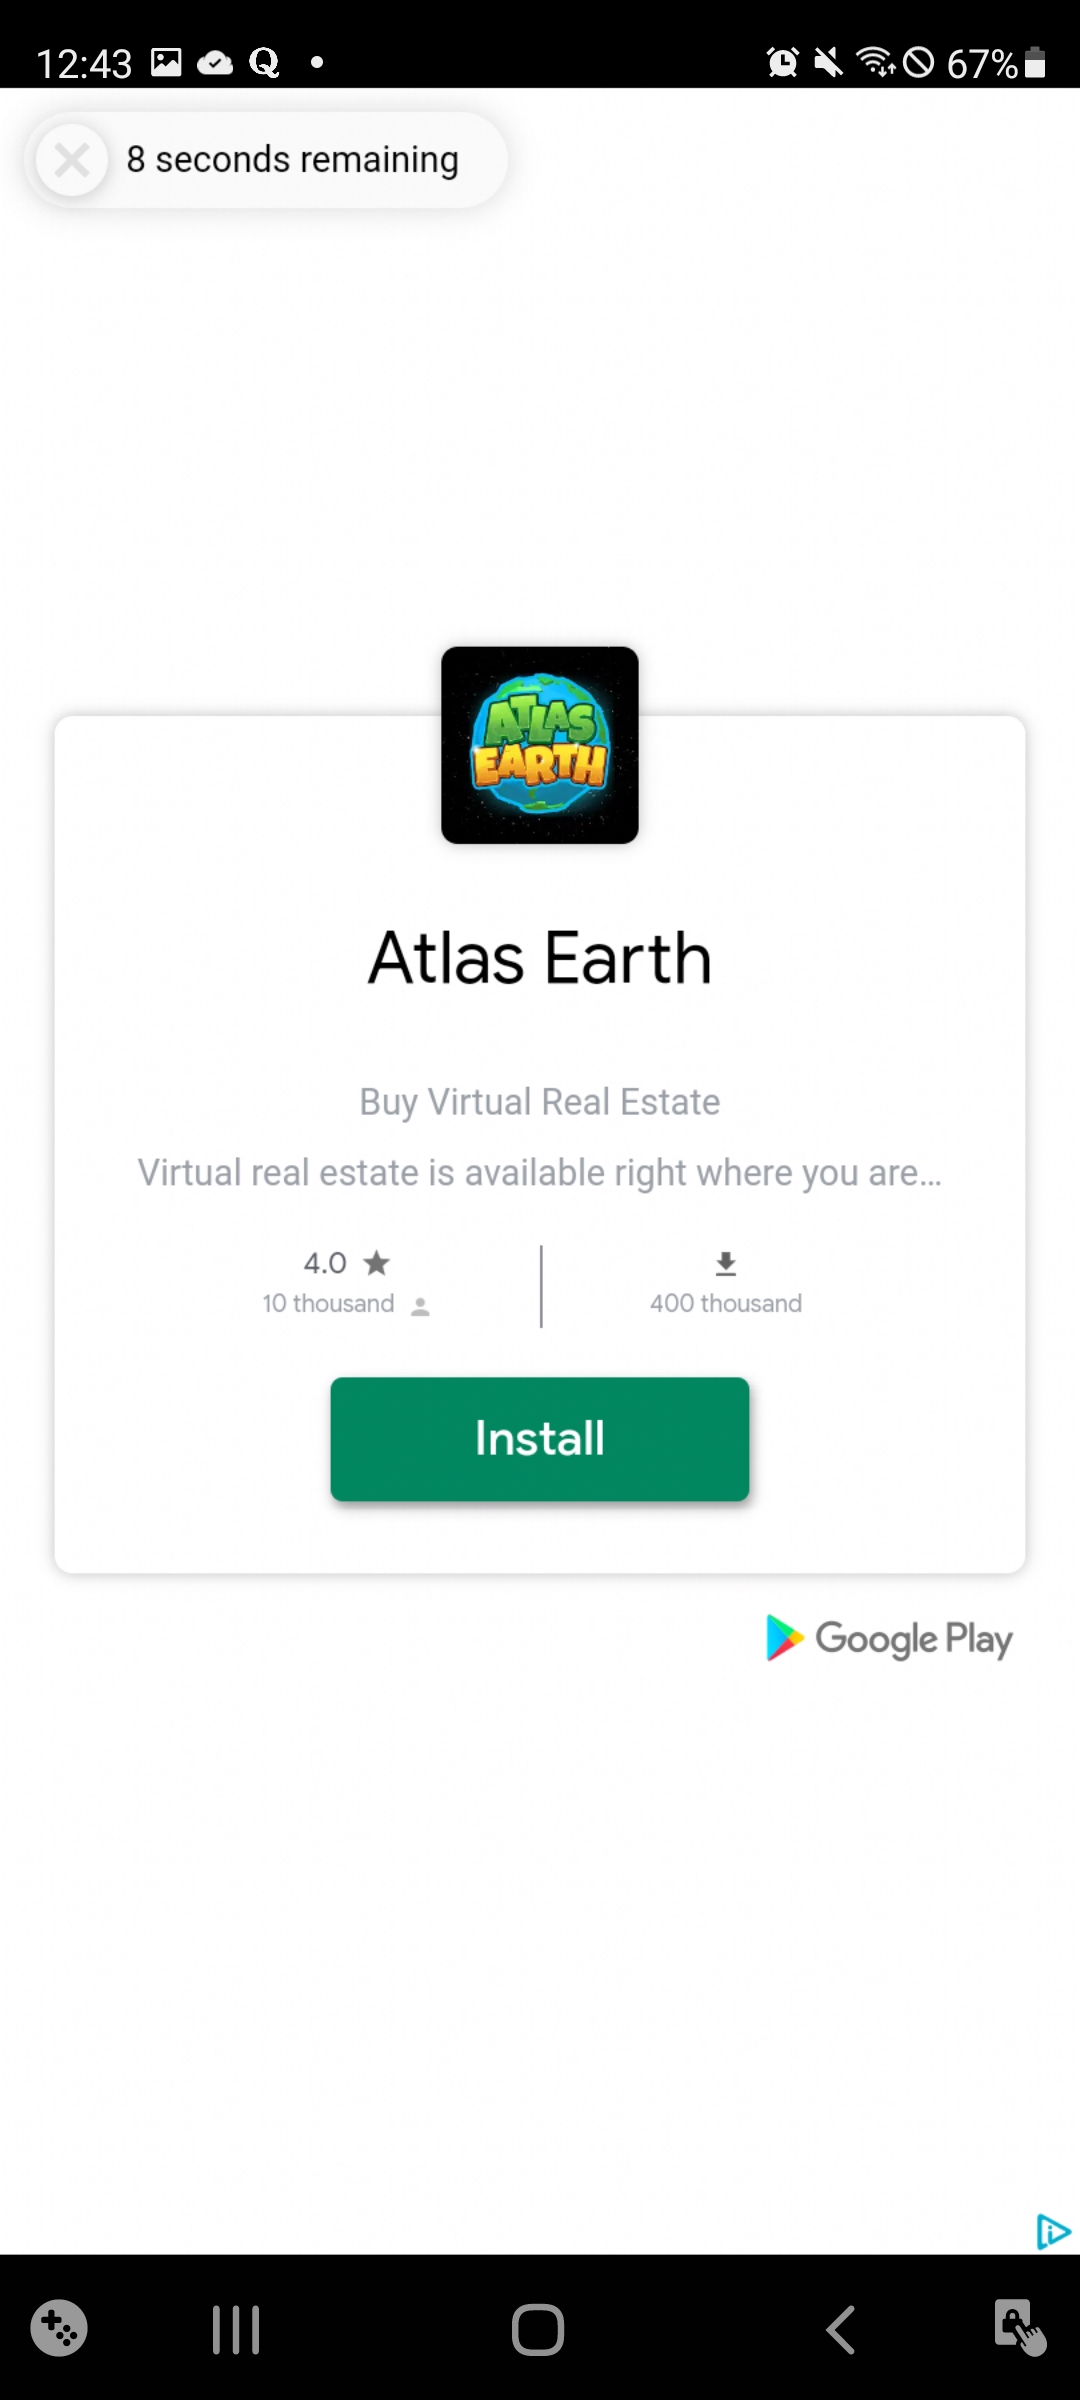 12:43
67%
8 seconds remaining
ATLAS
EARTH
Atlas Earth
Buy Virtual Real Estate
Virtual real estate is available right where you are...
4.0
10 thousand
400 thousand
Install
Google Play